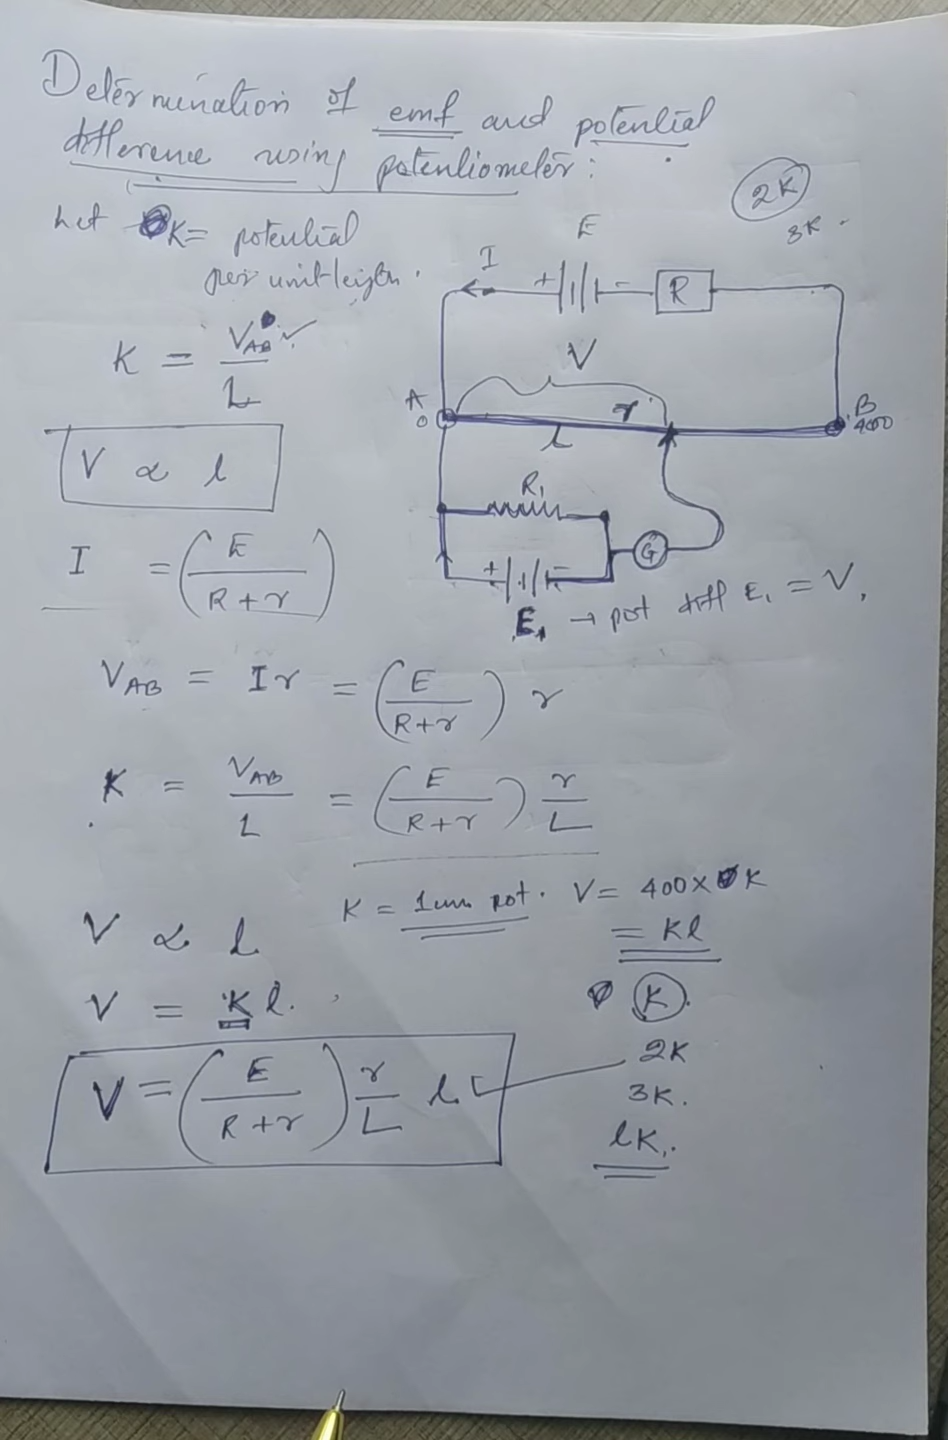 Determination of emf and potential
difference using potentiometer:
Let K = potential
per unit length.
2K
3K.
K = V_AB / L
V ∝ l
I = (E / R+r)
E
I
+ -
R
V
A
0
r
l
B
400
R₁
G
+ -
E₁ → pot diff E₁ = V,
V_AB = Ir = (E / R+r) r
K = V_AB / L = (E / R+r) r / L
K = 1cm pot. V = 400 × K
= Kl
V ∝ l
V = Kl.
K.
2K
3K.
lK.
V = (E / R+r) r / L l.